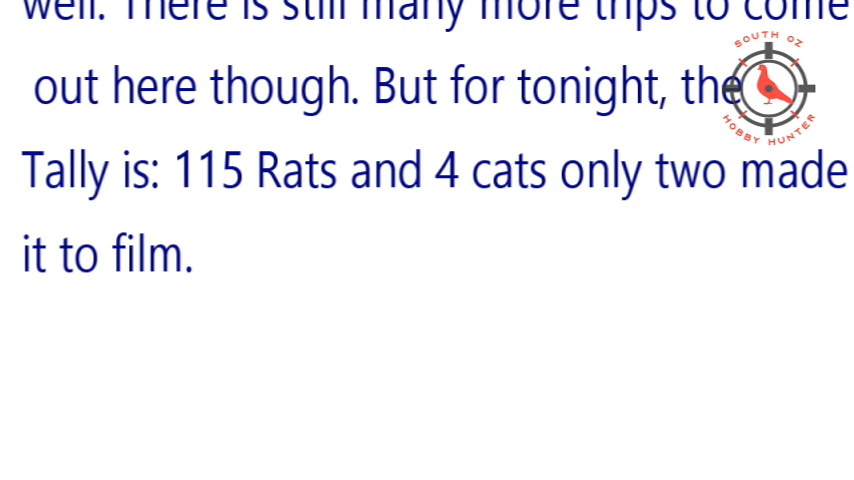 well. There is still many more trips to come
out here though. But for tonight, the
Tally is: 115 Rats and 4 cats only two made
it to film.
SOUTH OZ
HOBBY HUNTER